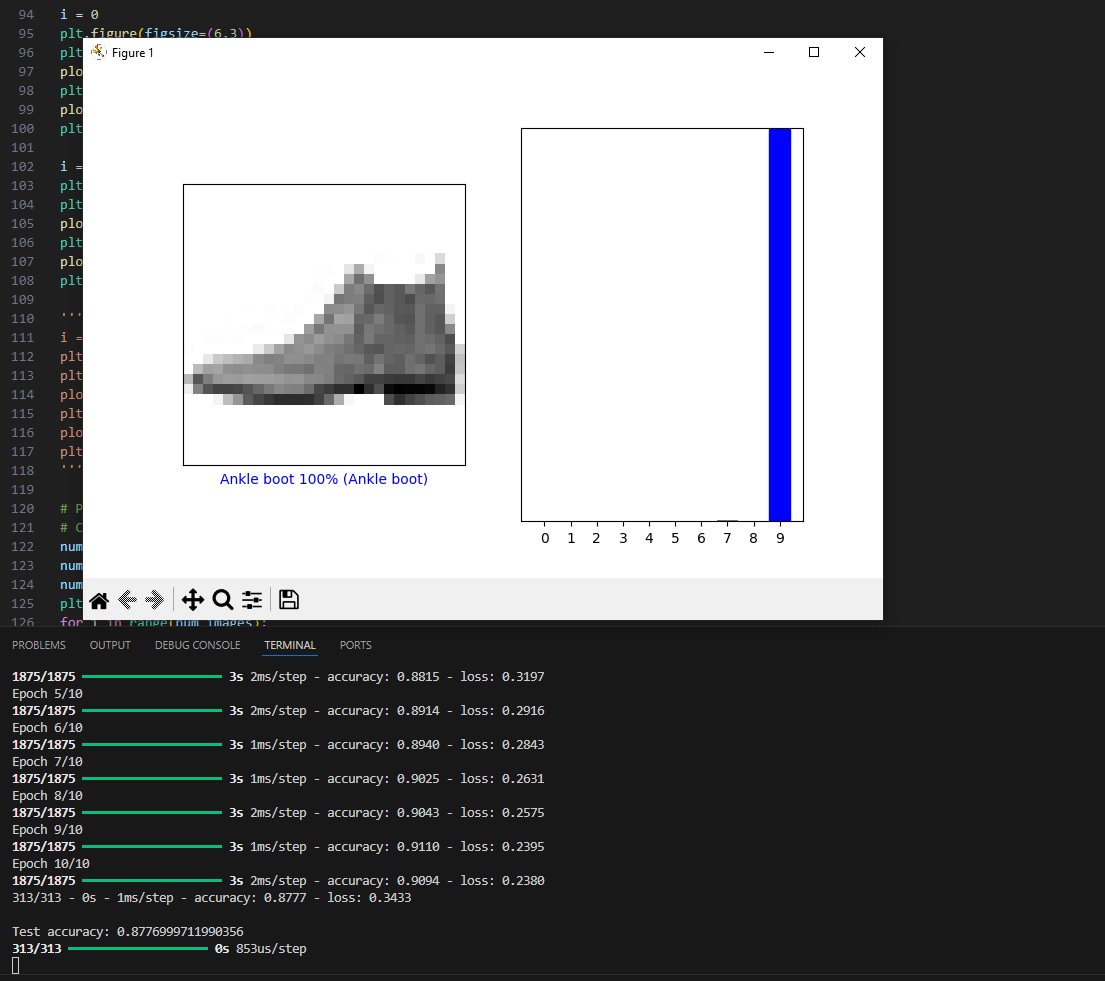 94 i = 0
95 plt.figure(figsize=(6,3))
96 plt
97 plo
98 plt
99 plo
100 plt
101
102 i =
103 plt
104 plt
105 plo
106 plt
107 plo
108 plt
109
110 '''
111 i =
112 plt
113 plt
114 plo
115 plt
116 plo
117 plt
118 '''
119
120 # P
121 # C
122 num
123 num
124 num
125 plt
126 for i in range(num_images):
Figure 1
Ankle boot 100% (Ankle boot)
0 1 2 3 4 5 6 7 8 9
PROBLEMS OUTPUT DEBUG CONSOLE TERMINAL PORTS
1875/1875 3s 2ms/step - accuracy: 0.8815 - loss: 0.3197
Epoch 5/10
1875/1875 3s 2ms/step - accuracy: 0.8914 - loss: 0.2916
Epoch 6/10
1875/1875 3s 1ms/step - accuracy: 0.8940 - loss: 0.2843
Epoch 7/10
1875/1875 3s 1ms/step - accuracy: 0.9025 - loss: 0.2631
Epoch 8/10
1875/1875 3s 2ms/step - accuracy: 0.9043 - loss: 0.2575
Epoch 9/10
1875/1875 3s 1ms/step - accuracy: 0.9110 - loss: 0.2395
Epoch 10/10
1875/1875 3s 2ms/step - accuracy: 0.9094 - loss: 0.2380
313/313 - 0s - 1ms/step - accuracy: 0.8777 - loss: 0.3433
Test accuracy: 0.8776999711990356
313/313 0s 853us/step